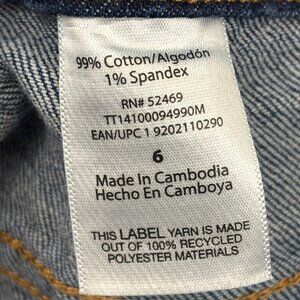 99% Cotton/Algodón
1% Spandex
RN# 52469
TT14100094990M
EAN/UPC 1 9202110290
6
Made In Cambodia
Hecho En Camboya
THIS LABEL YARN IS MADE
OUT OF 100% RECYCLED
POLYESTER MATERIALS